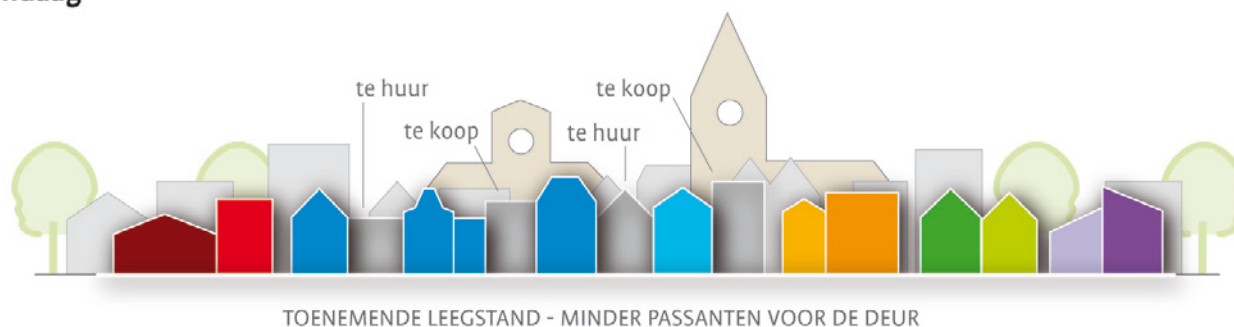 te huur
te koop
te koop
te huur
TOENEMENDE LEEGSTAND - MINDER PASSANTEN VOOR DE DEUR